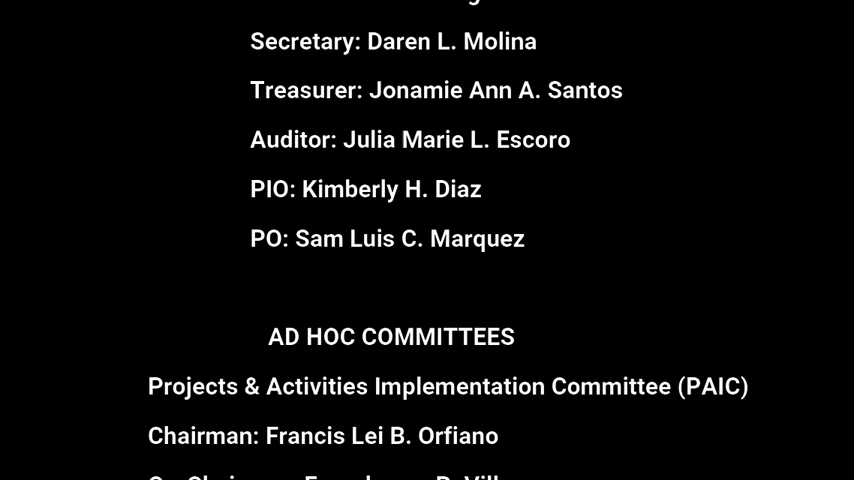 Secretary: Daren L. Molina
Treasurer: Jonamie Ann A. Santos
Auditor: Julia Marie L. Escoro
PIO: Kimberly H. Diaz
PO: Sam Luis C. Marquez
AD HOC COMMITTEES
Projects & Activities Implementation Committee (PAIC)
Chairman: Francis Lei B. Orfiano